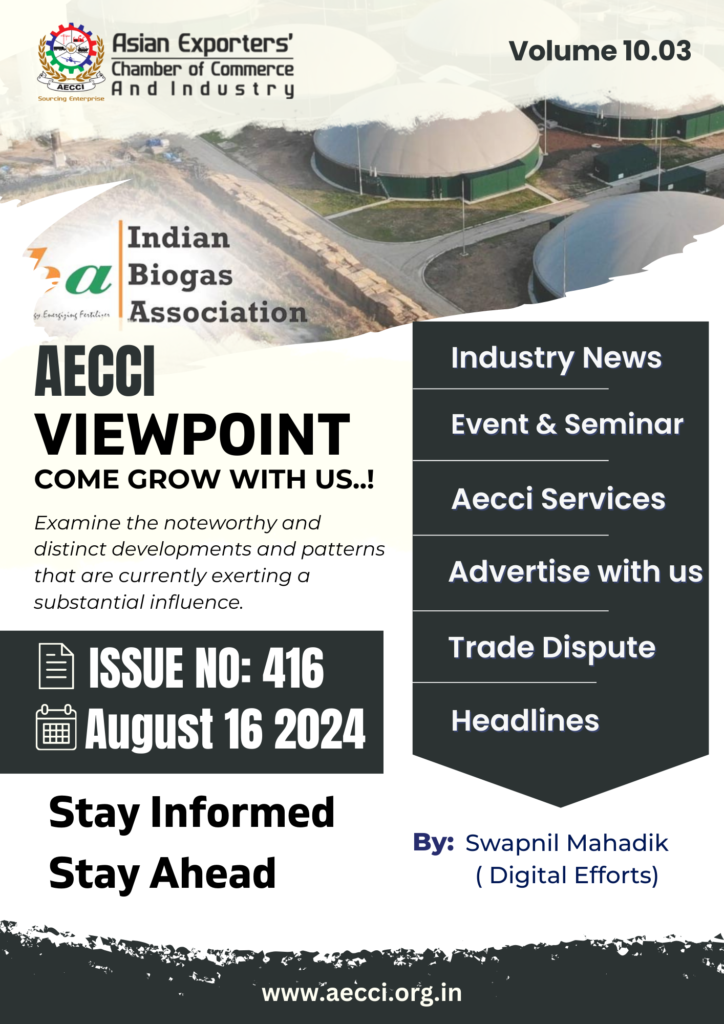 Asian Exporters'
Chamber of Commerce
And Industry
AECCI
Sourcing Enterprise
Volume 10.03
Indian
Biogas
Association
a
Energizing Fertilizer
AECCI
VIEWPOINT
COME GROW WITH US..!
Examine the noteworthy and
distinct developments and patterns
that are currently exerting a
substantial influence.
ISSUE NO: 416
August 16 2024
Stay Informed
Stay Ahead
Industry News
Event & Seminar
Aecci Services
Advertise with us
Trade Dispute
Headlines
By: Swapnil Mahadik
( Digital Efforts)
www.aecci.org.in